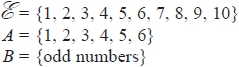 ℰ = {1, 2, 3, 4, 5, 6, 7, 8, 9, 10}
A = {1, 2, 3, 4, 5, 6}
B = {odd numbers}